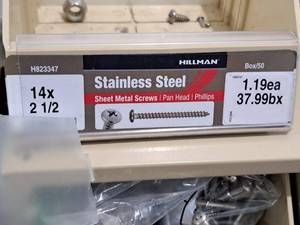 HILLMAN
H823347
Box/50
Stainless Steel
14x
2 1/2
Sheet Metal Screws | Pan Head | Phillips
1.19ea
37.99bx